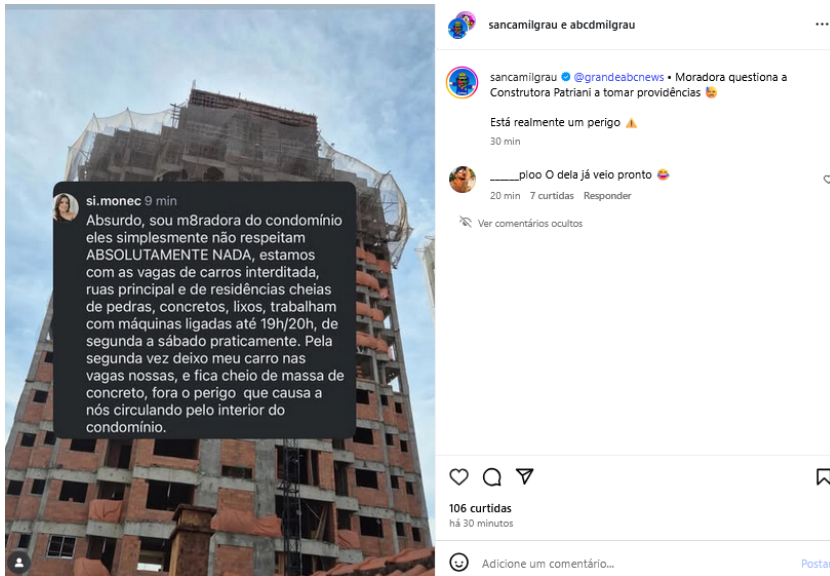 si.monec 9 min
Absurdo, sou m8radora do condomínio
eles simplesmente não respeitam
ABSOLUTAMENTE NADA, estamos
com as vagas de carros interditada,
ruas principal e de residências cheias
de pedras, concretos, lixos, trabalham
com máquinas ligadas até 19h/20h, de
segunda a sábado praticamente. Pela
segunda vez deixo meu carro nas
vagas nossas, e fica cheio de massa de
concreto, fora o perigo que causa a
nós circulando pelo interior do
condomínio.
sancamilgrau e abcdmilgrau
sancamilgrau @grandeabcnews • Moradora questiona a
Construtora Patriani a tomar providências
Está realmente um perigo
30 min
______pioo O dela já veio pronto 😂
20 min 7 curtidas Responder
Ver comentários ocultos
106 curtidas
há 30 minutos
Adicione um comentário...
Postar